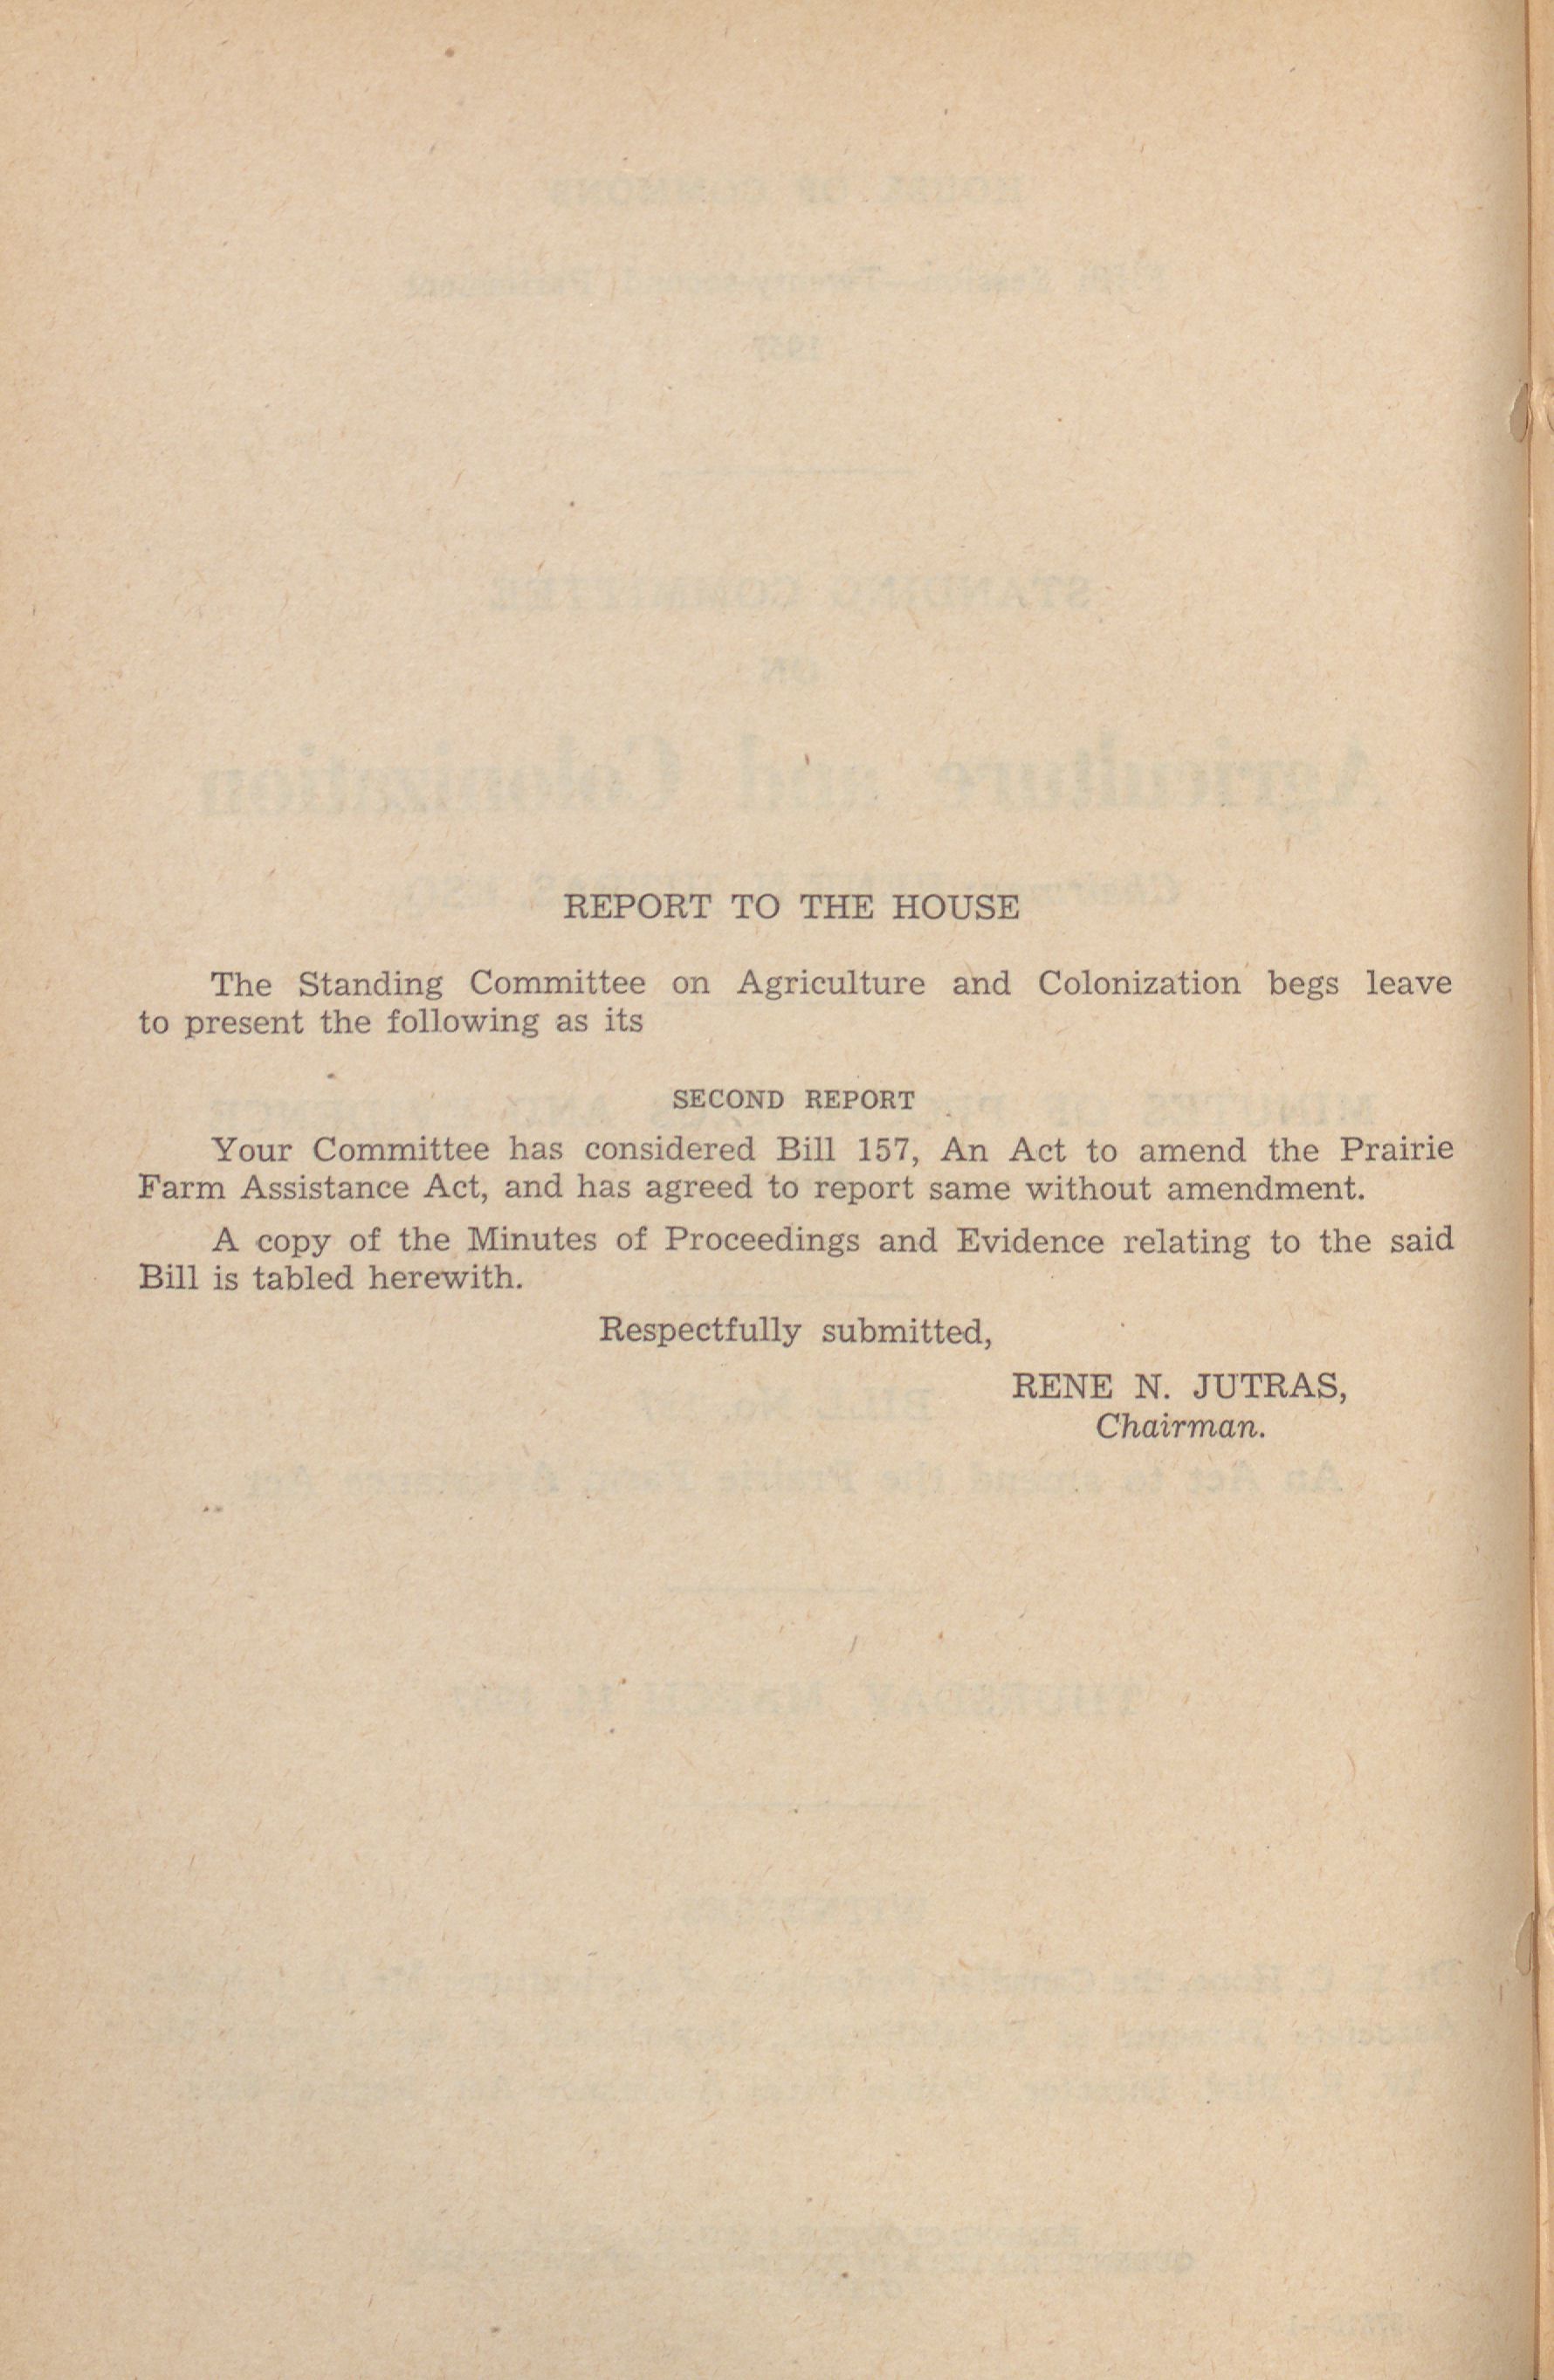 REPORT TO THE HOUSE
The Standing Committee on Agriculture and Colonization begs leave
to present the following as its
SECOND REPORT
Your Committee has considered Bill 157, An Act to amend the Prairie
Farm Assistance Act, and has agreed to report same without amendment.
A copy of the Minutes of Proceedings and Evidence relating to the said
Bill is tabled herewith.
Respectfully submitted,
RENE N. JUTRAS,
Chairman.